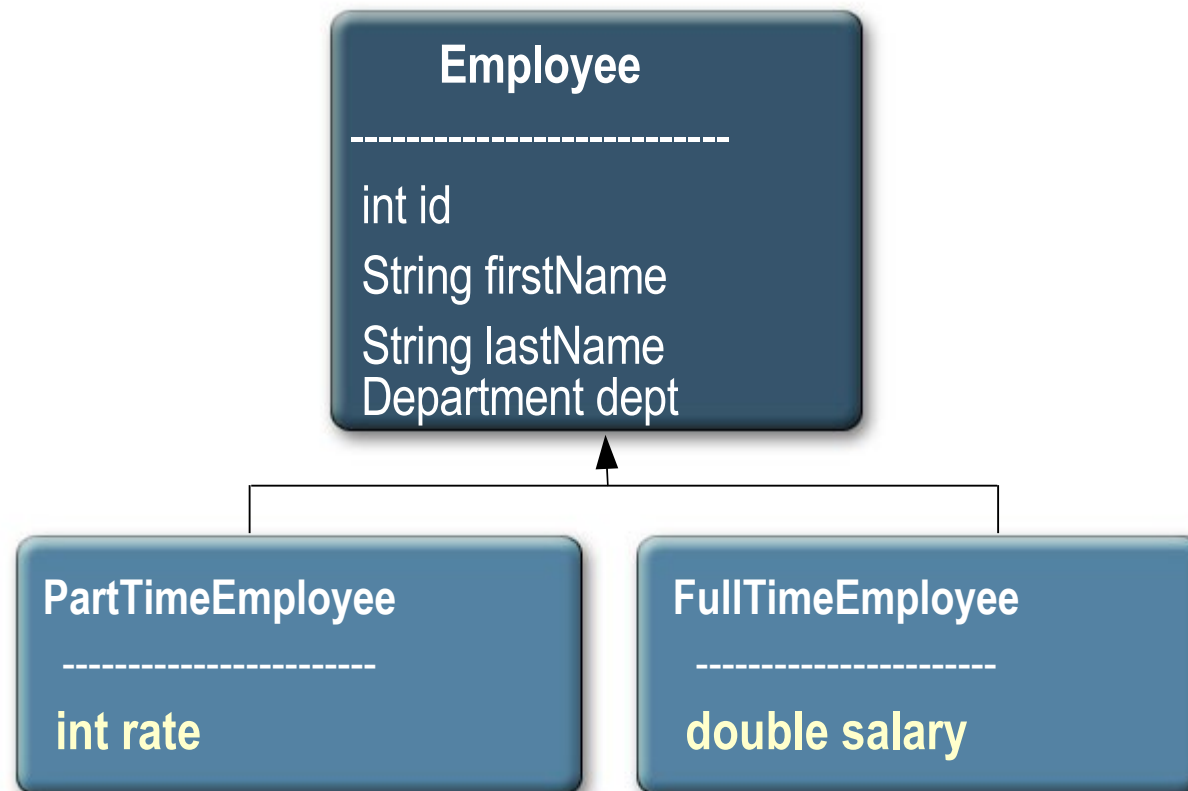 Employee
---------------------------
int id
String firstName
String lastName
Department dept
PartTimeEmployee
------------------------
int rate
FullTimeEmployee
-----------------------
double salary